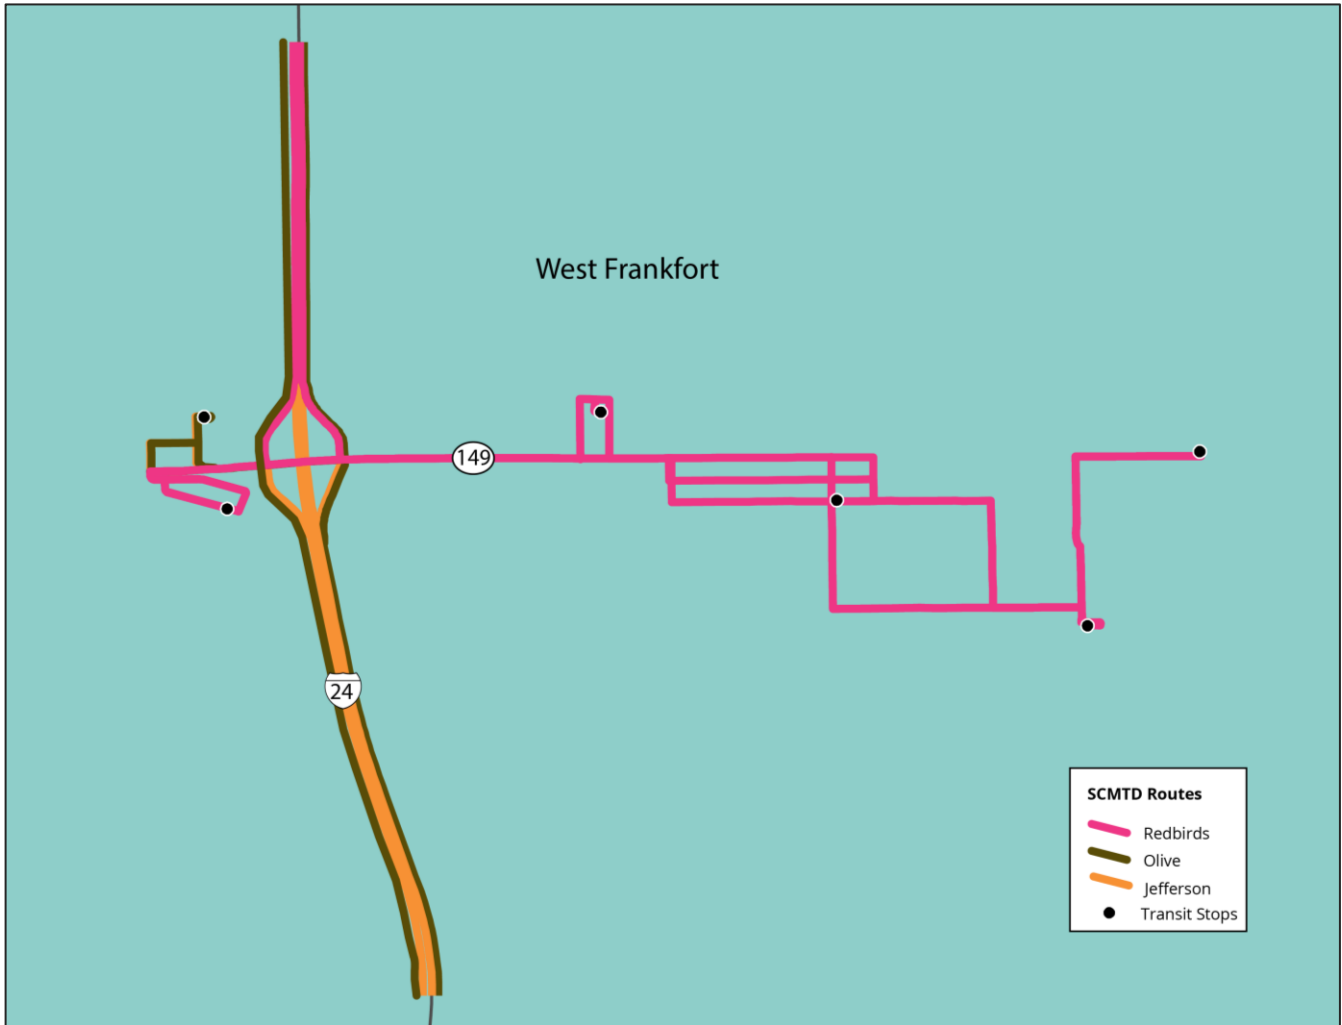 West Frankfort
149
24
SCMTD Routes
Redbirds
Olive
Jefferson
Transit Stops